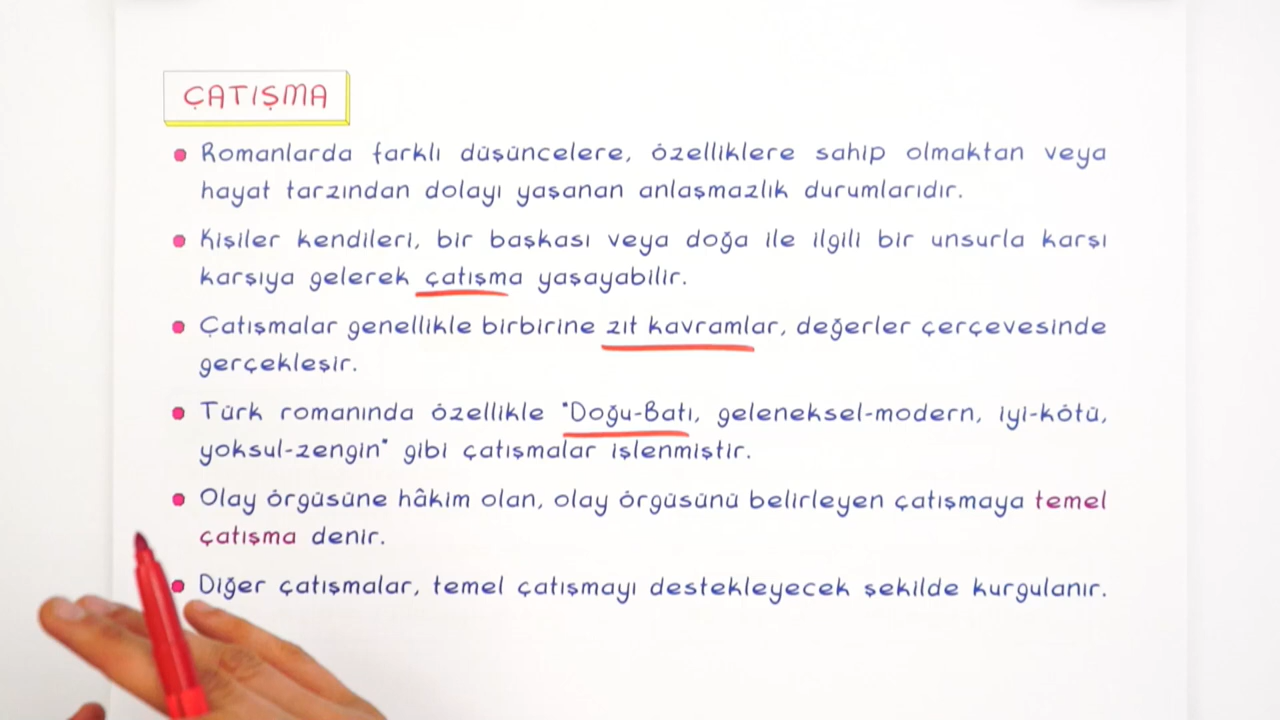 ÇATIŞMA
Romanlarda farklı düşüncelere, özelliklere sahip olmaktan veya
hayat tarzından dolayı yaşanan anlaşmazlık durumlarıdır.
Kişiler kendileri, bir başkası veya doğa ile ilgili bir unsurla karşı
karşıya gelerek çatışma yaşayabilir.
Çatışmalar genellikle birbirine zıt kavramlar, değerler çerçevesinde
gerçekleşir.
Türk romanında özellikle "Doğu-Batı, geleneksel-modern, iyi-kötü,
yoksul-zengin" gibi çatışmalar işlenmiştir.
Olay örgüsüne hâkim olan, olay örgüsünü belirleyen çatışmaya temel
çatışma denir.
Diğer çatışmalar, temel çatışmayı destekleyecek şekilde kurgulanır.